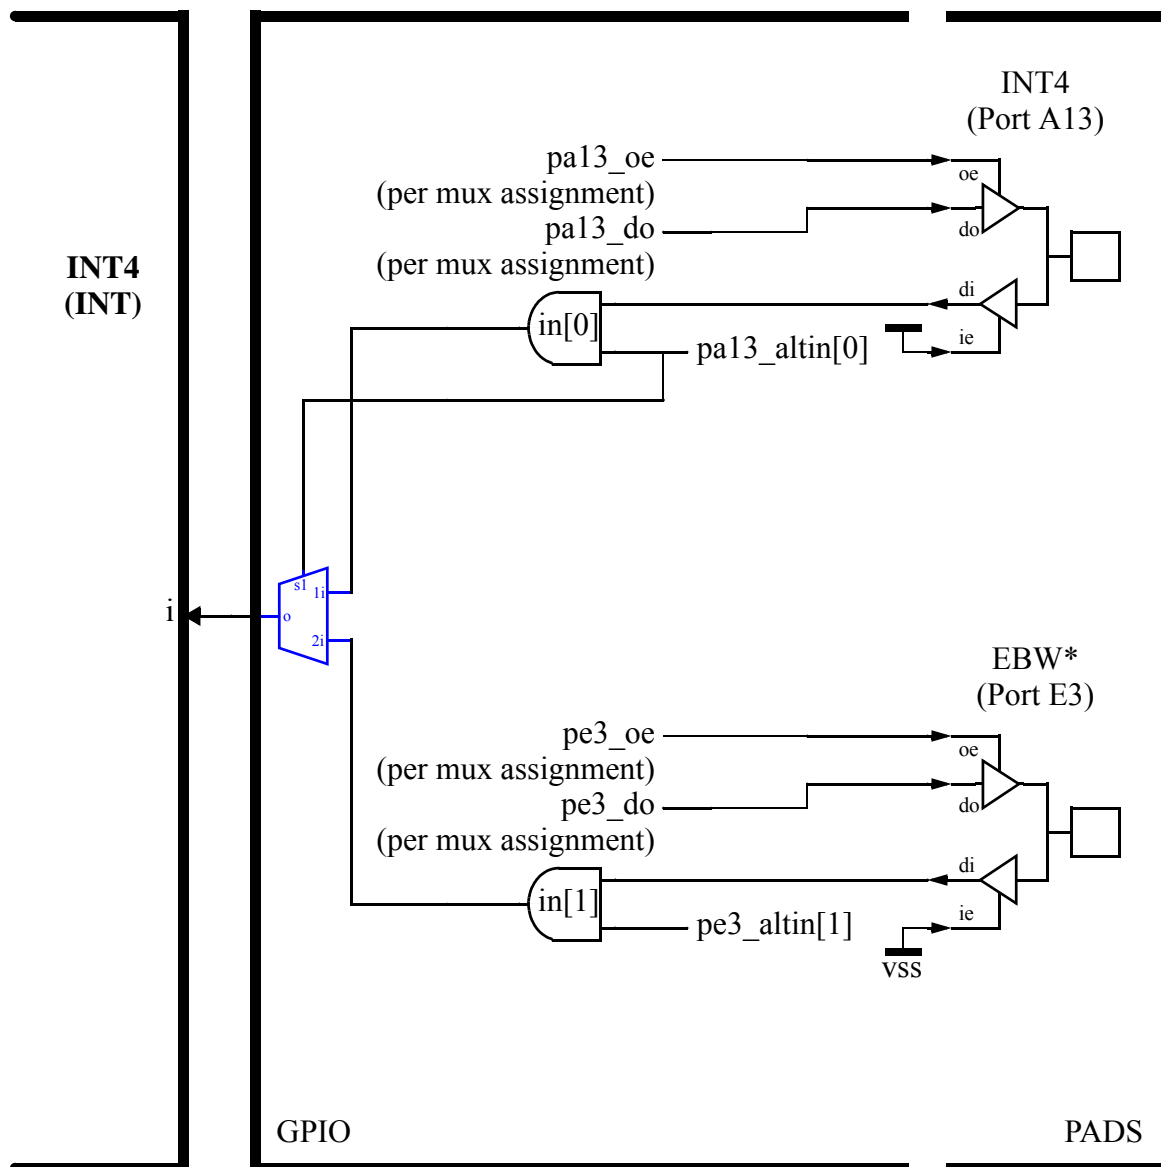 INT4
(Port A13)
pa13_oe
oe
(per mux assignment)
pa13_do
do
(per mux assignment)
INT4
(INT)
di
in[0]
ie
pa13_altin[0]
s1
1i
i
o
2i
EBW*
(Port E3)
pe3_oe
oe
(per mux assignment)
pe3_do
do
(per mux assignment)
di
in[1]
ie
pe3_altin[1]
vss
GPIO
PADS